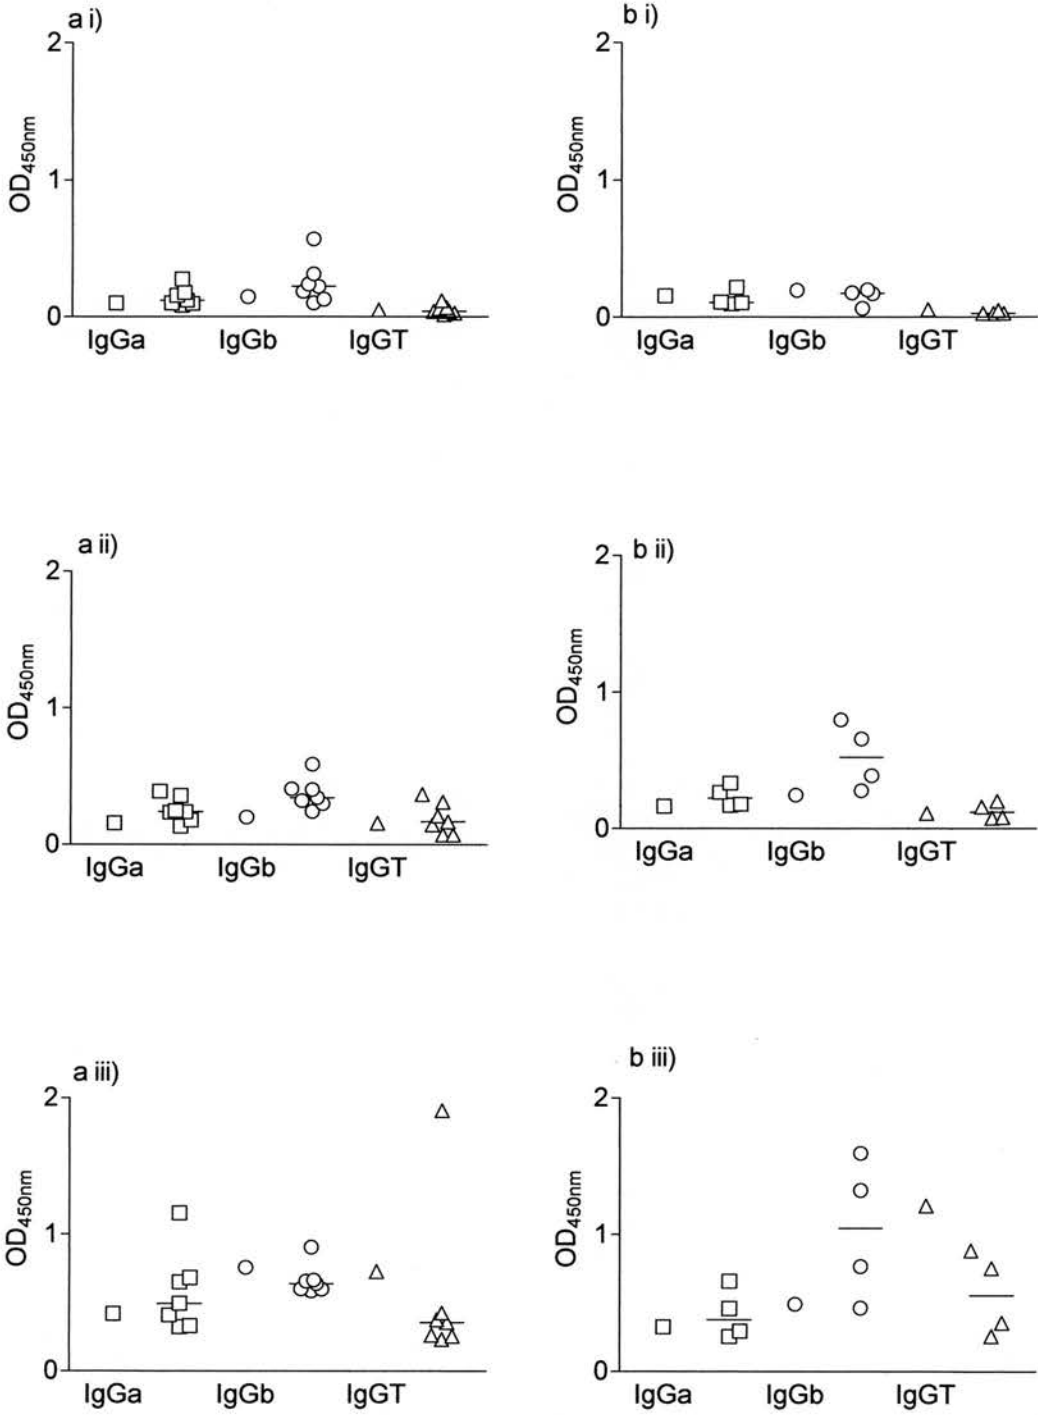 a i)
2
1
0
OD450nm
IgGa IgGb IgGT
b i)
2
1
0
OD450nm
IgGa IgGb IgGT
a ii)
2
1
0
OD450nm
IgGa IgGb IgGT
b ii)
2
1
0
OD450nm
IgGa IgGb IgGT
a iii)
2
1
0
OD450nm
IgGa IgGb IgGT
b iii)
2
1
0
OD450nm
IgGa IgGb IgGT